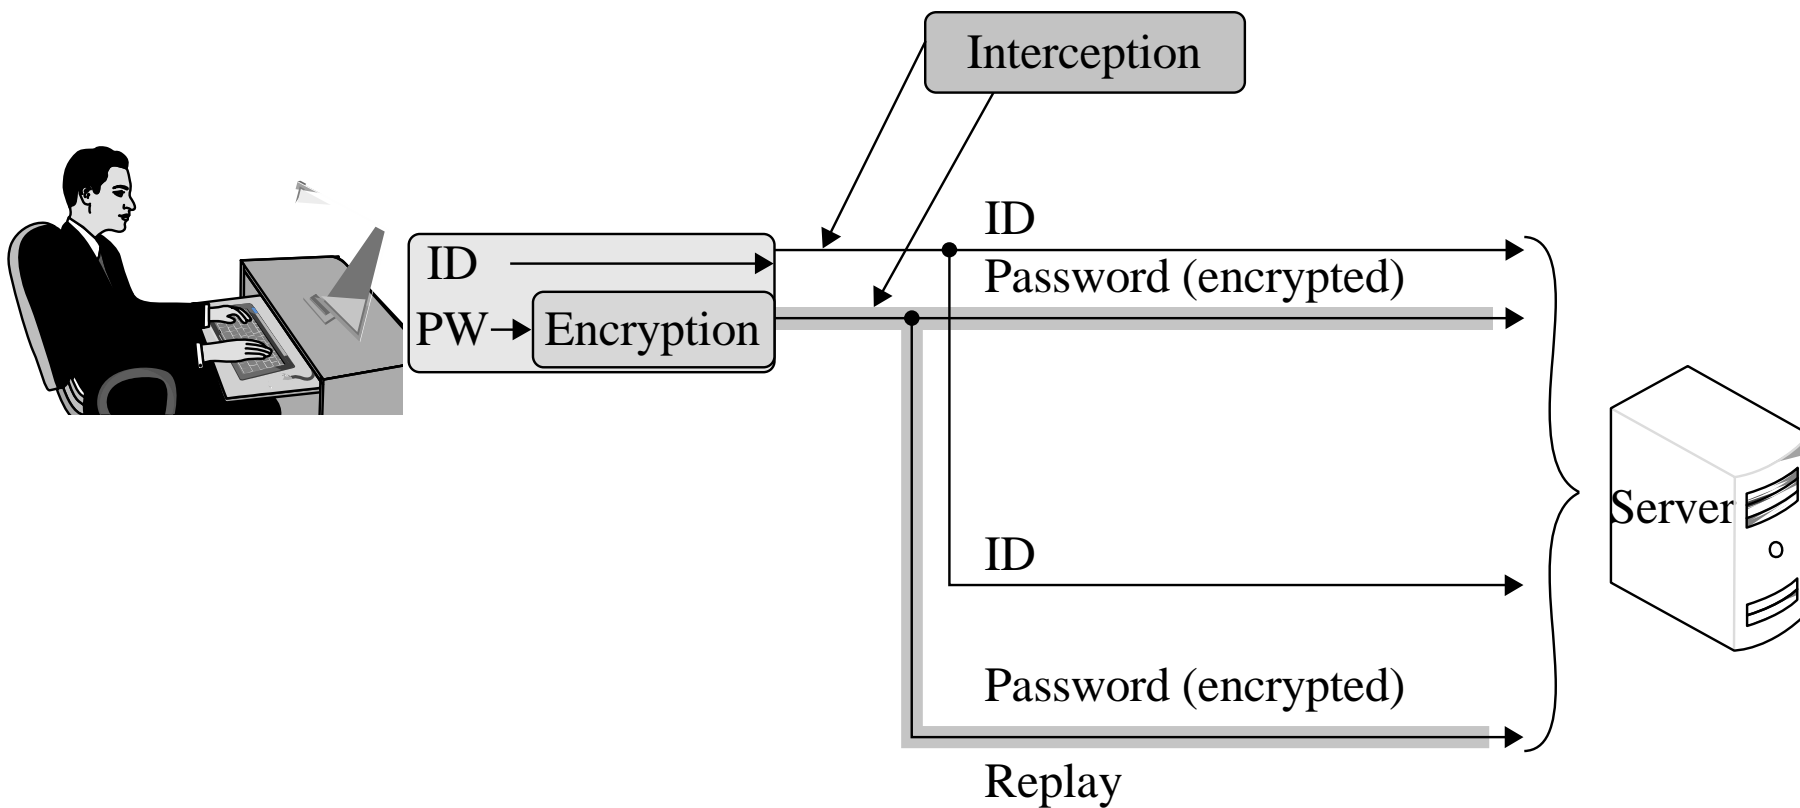 Interception
ID
Password (encrypted)
ID
PW
Encryption
Server
ID
Password (encrypted)
Replay